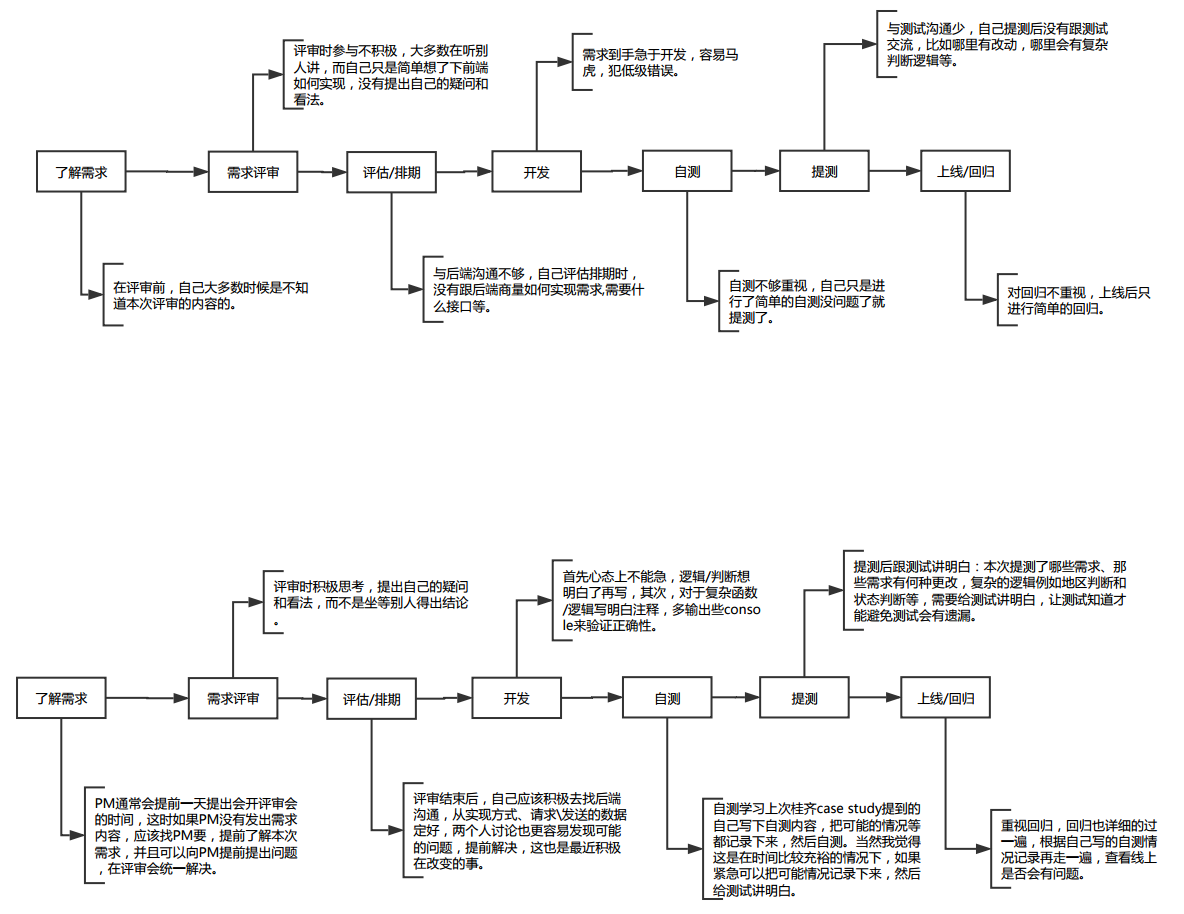 评审时参与不积极，大多数在听别
人讲，而自己只是简单想了下前端
如何实现，没有提出自己的疑问和
看法。
需求到手急于开发，容易马
虎，犯低级错误。
与测试沟通少，自己提测后没有跟测试
交流，比如哪里有改动，哪里会有复杂
判断逻辑等。
了解需求
需求评审
评估/排期
开发
自测
提测
上线/回归
在评审前，自己大多数时候是不知
道本次评审的内容的。
与后端沟通不够，自己评估排期时，
没有跟后端商量如何实现需求,需要什
么接口等。
自测不够重视，自己只是进
行了简单的自测没问题了就
提测了。
对回归不重视，上线后只
进行简单的回归。
评审时积极思考，提出自己的疑问
和看法，而不是坐等别人得出结论
。
首先心态上不能急，逻辑/判断想
明白了再写，其次，对于复杂函数
/逻辑写明白注释，多输出些conso
le来验证正确性。
提测后跟测试讲明白：本次提测了哪些需求、那
些需求有何种更改，复杂的逻辑例如地区判断和
状态判断等，需要给测试讲明白，让测试知道才
能避免测试会有遗漏。
了解需求
需求评审
评估/排期
开发
自测
提测
上线/回归
PM通常会提前一天提出会开评审会
的时间，这时如果PM没有发出需求
内容，应该找PM要，提前了解本次
需求，并且可以向PM提前提出问题
，在评审会统一解决。
评审结束后，自己应该积极去找后端
沟通，从实现方式、请求\发送的数据
定好，两个人讨论也更容易发现可能
的问题，提前解决，这也是最近积极
在改变的事。
自测学习上次桂齐case study提到的
自己写下自测内容，把可能的情况等
都记录下来，然后自测。当然我觉得
这是在时间比较充裕的情况下，如果
紧急可以把可能情况记录下来，然后
给测试讲明白。
重视回归，回归也详细的过
一遍，根据自己写的自测情
况记录再走一遍，查看线上
是否会有问题。